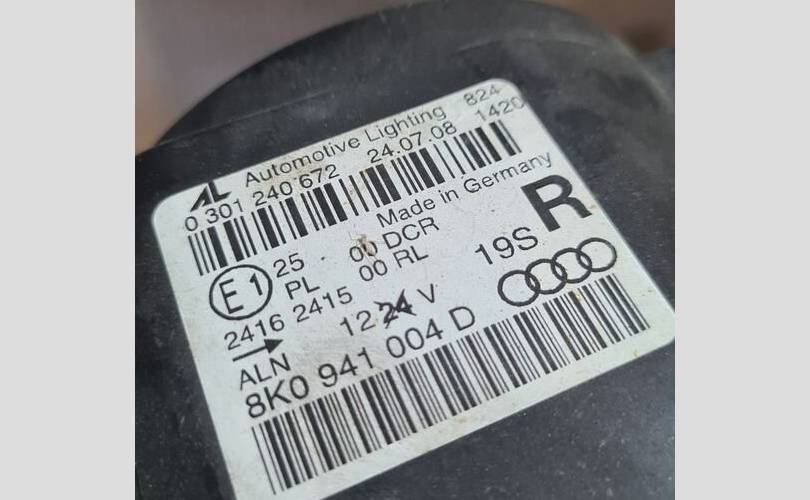 AL Automotive Lighting 824
0 301 240 672 24.07.08 1420
Made in Germany
R
E1 25 00 DCR
PL 00 RL
19S
2416 2415
12 24 V
ALN
8K0 941 004 D